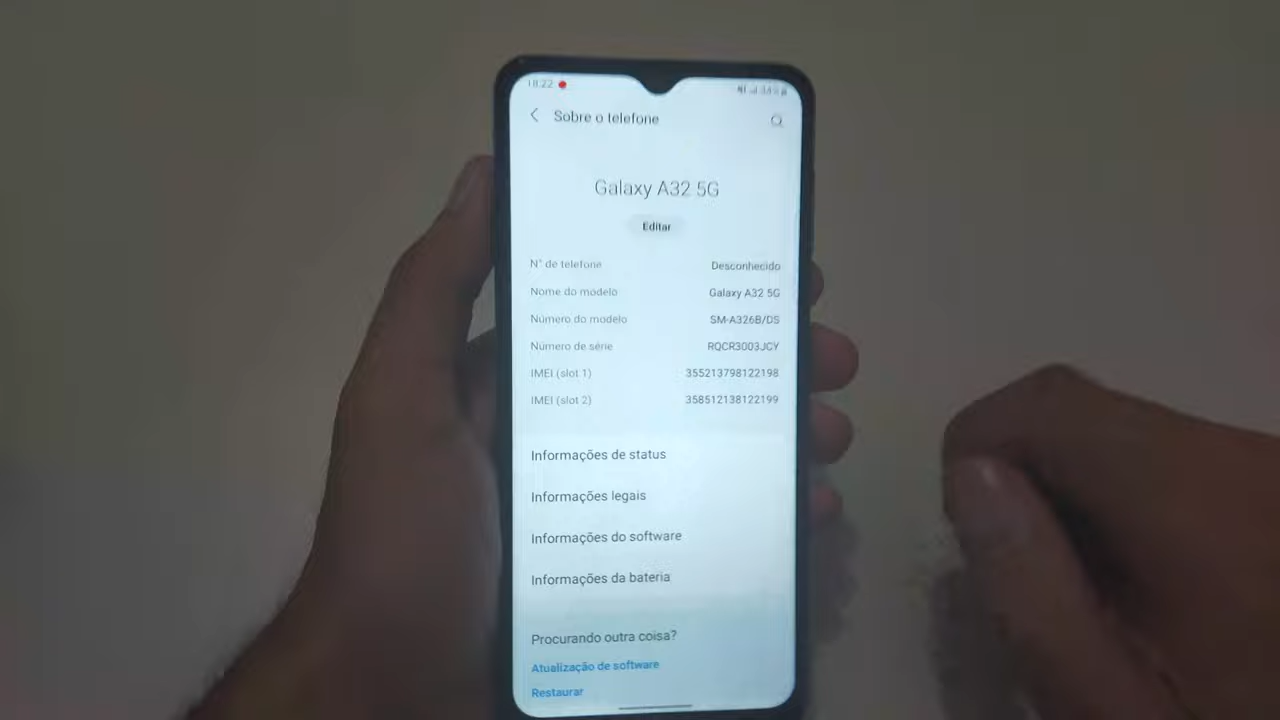 18:22
Sobre o telefone
Galaxy A32 5G
Editar
N° de telefone Desconhecido
Nome do modelo Galaxy A32 5G
Número do modelo SM-A326B/DS
Número de série RQCR3003JCY
IMEI (slot 1) 355213798122198
IMEI (slot 2) 358512138122199
Informações de status
Informações legais
Informações do software
Informações da bateria
Procurando outra coisa?
Atualização de software
Restaurar